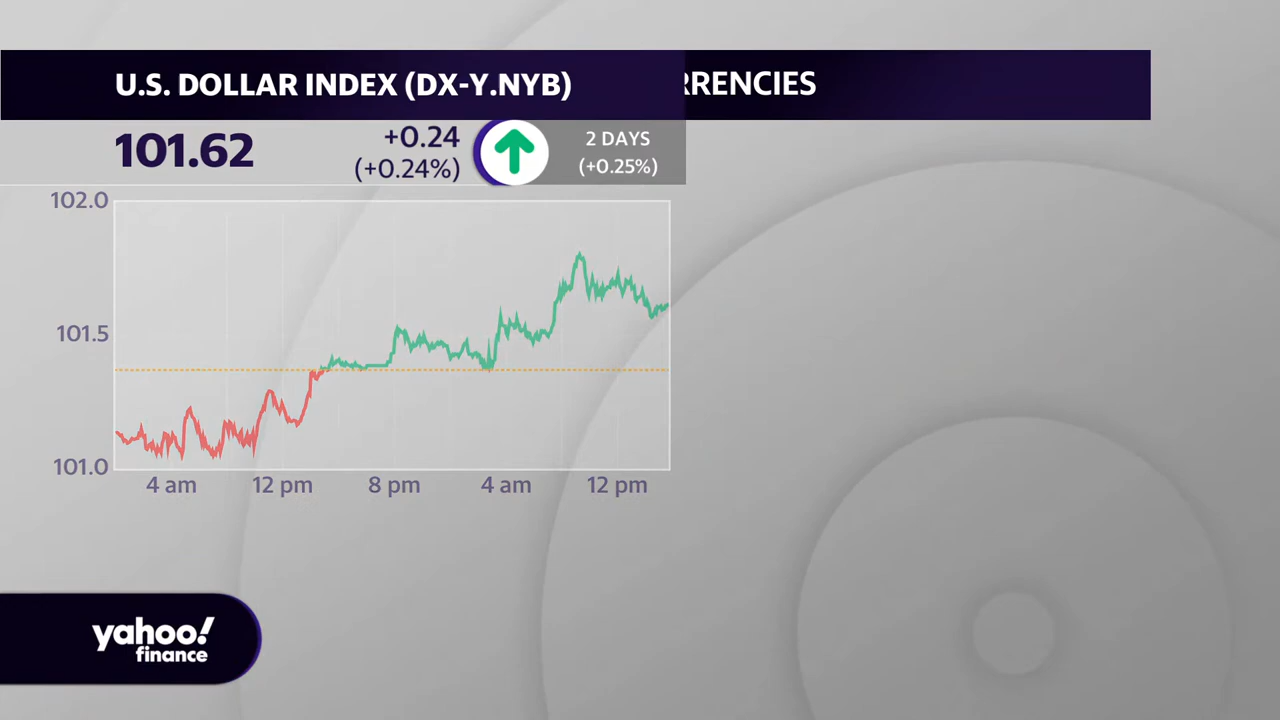 U.S. DOLLAR INDEX (DX-Y.NYB)
RRENCIES
101.62
+0.24
(+0.24%)
2 DAYS
(+0.25%)
102.0
101.5
101.0
4 am 12 pm 8 pm 4 am 12 pm
yahoo!
finance